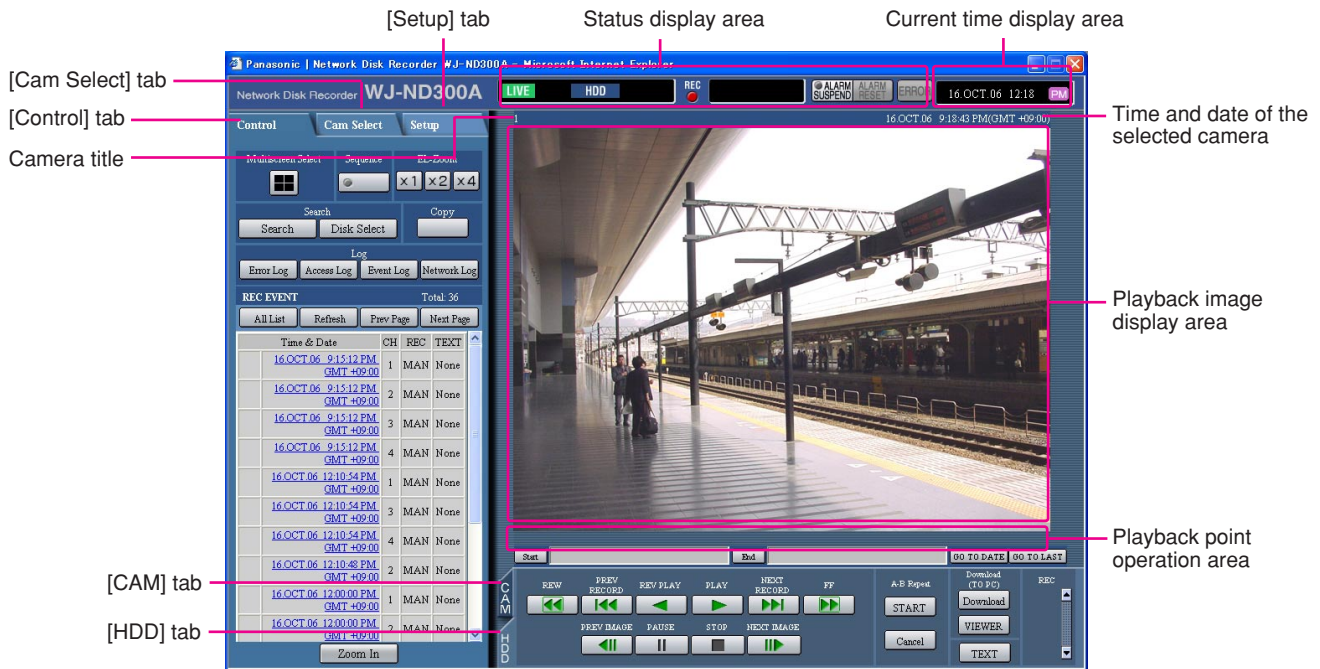 [Setup] tab
Status display area
Current time display area
[Cam Select] tab
[Control] tab
Camera title
Time and date of the
selected camera
Playback image
display area
Playback point
operation area
[CAM] tab
[HDD] tab
Panasonic | Network Disk Recorder WJ-ND300A - Microsoft Internet Explorer
Network Disk Recorder WJ-ND300A
LIVE HDD REC ALARM SUSPEND ALARM RESET ERROR 16.OCT.06 12:18 PM
Control Cam Select Setup
1 16.OCT.06 9:18:43 PM(GMT +09:00)
Multiscreen Select Sequence EL-Zoom
x1 x2 x4
Search Copy
Search Disk Select
Log
Error Log Access Log Event Log Network Log
REC EVENT Total: 36
All List Refresh Prev Page Next Page
Time & Date CH REC TEXT
16.OCT.06 9:15:12 PM
GMT +09:00 1 MAN None
16.OCT.06 9:15:12 PM
GMT +09:00 2 MAN None
16.OCT.06 9:15:12 PM
GMT +09:00 3 MAN None
16.OCT.06 9:15:12 PM
GMT +09:00 4 MAN None
16.OCT.06 12:10:54 PM
GMT +09:00 1 MAN None
16.OCT.06 12:10:54 PM
GMT +09:00 3 MAN None
16.OCT.06 12:10:54 PM
GMT +09:00 4 MAN None
16.OCT.06 12:10:48 PM
GMT +09:00 2 MAN None
16.OCT.06 12:00:00 PM
GMT +09:00 1 MAN None
16.OCT.06 12:00:00 PM
GMT +09:00 2 MAN None
Zoom In
Start End GO TO DATE GO TO LAST
CAM
HDD
REW PREV RECORD REV PLAY PLAY NEXT RECORD FF
PREV IMAGE PAUSE STOP NEXT IMAGE
A-B Repeat
START
Cancel
Download
(TO PC)
Download
VIEWER
TEXT
REC